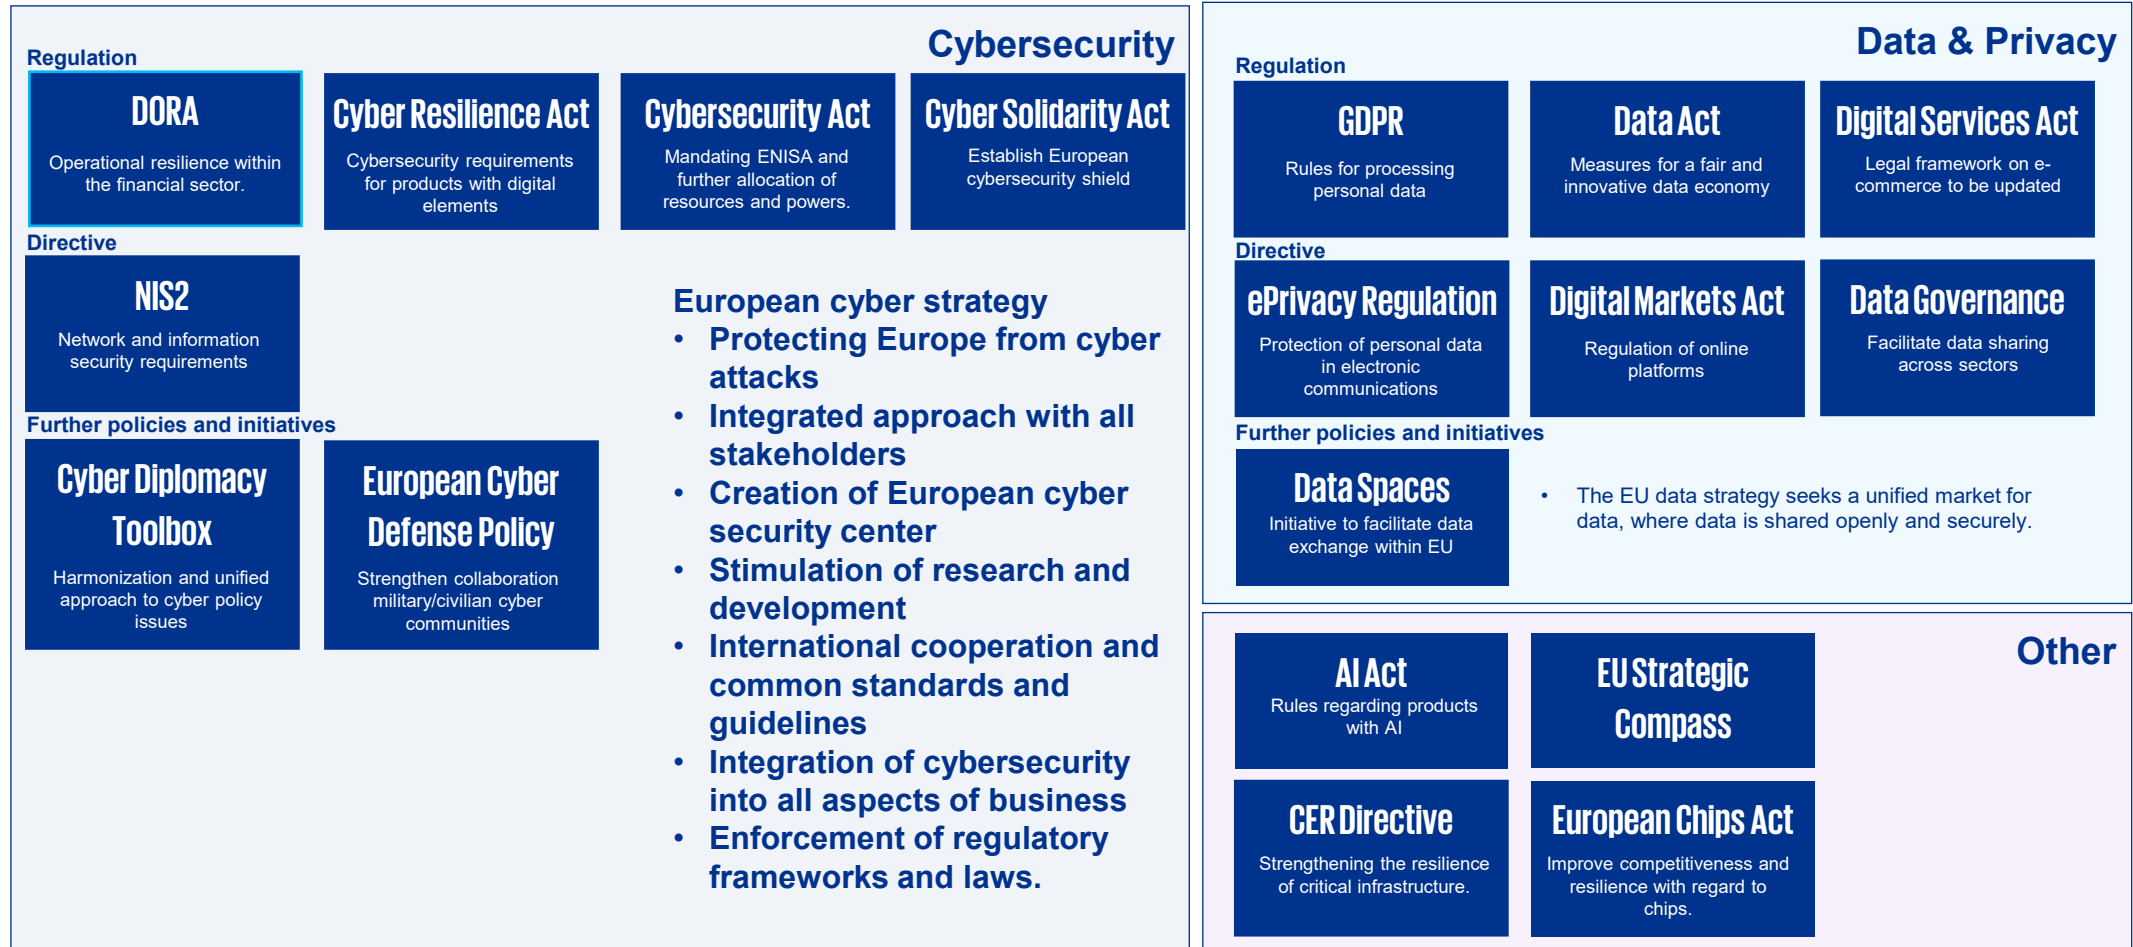 Cybersecurity
Regulation
DORA
Operational resilience within
the financial sector.
Cyber Resilience Act
Cybersecurity requirements
for products with digital
elements
Cybersecurity Act
Mandating ENISA and
further allocation of
resources and powers.
Cyber Solidarity Act
Establish European
cybersecurity shield
Directive
NIS2
Network and information
security requirements
Further policies and initiatives
Cyber Diplomacy
Toolbox
Harmonization and unified
approach to cyber policy
issues
European Cyber
Defense Policy
Strengthen collaboration
military/civilian cyber
communities
European cyber strategy
• Protecting Europe from cyber
attacks
• Integrated approach with all
stakeholders
• Creation of European cyber
security center
• Stimulation of research and
development
• International cooperation and
common standards and
guidelines
• Integration of cybersecurity
into all aspects of business
• Enforcement of regulatory
frameworks and laws.
Data & Privacy
Regulation
GDPR
Rules for processing
personal data
Data Act
Measures for a fair and
innovative data economy
Digital Services Act
Legal framework on e-
commerce to be updated
Directive
ePrivacy Regulation
Protection of personal data
in electronic
communications
Digital Markets Act
Regulation of online
platforms
Data Governance
Facilitate data sharing
across sectors
Further policies and initiatives
Data Spaces
Initiative to facilitate data
exchange within EU
• The EU data strategy seeks a unified market for
data, where data is shared openly and securely.
Other
AI Act
Rules regarding products
with AI
EU Strategic
Compass
CER Directive
Strengthening the resilience
of critical infrastructure.
European Chips Act
Improve competitiveness and
resilience with regard to
chips.